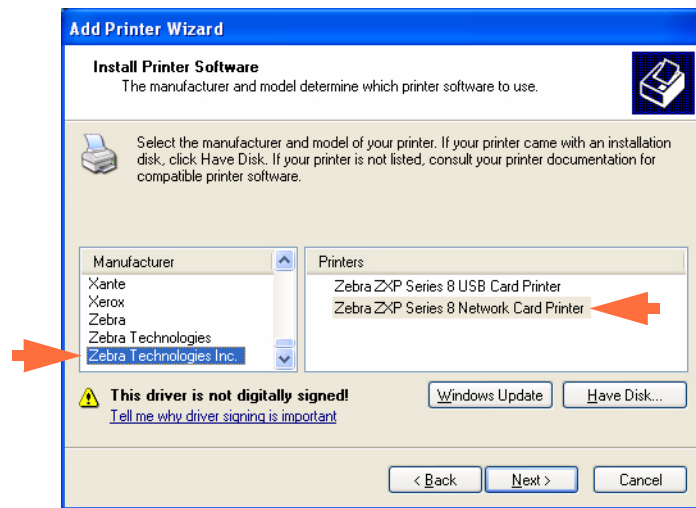 Add Printer Wizard
Install Printer Software
The manufacturer and model determine which printer software to use.
Select the manufacturer and model of your printer. If your printer came with an installation
disk, click Have Disk. If your printer is not listed, consult your printer documentation for
compatible printer software.
Manufacturer
Xante
Xerox
Zebra
Zebra Technologies
Zebra Technologies Inc.
Printers
Zebra ZXP Series 8 USB Card Printer
Zebra ZXP Series 8 Network Card Printer
This driver is not digitally signed!
Tell me why driver signing is important
Windows Update
Have Disk...
< Back
Next >
Cancel